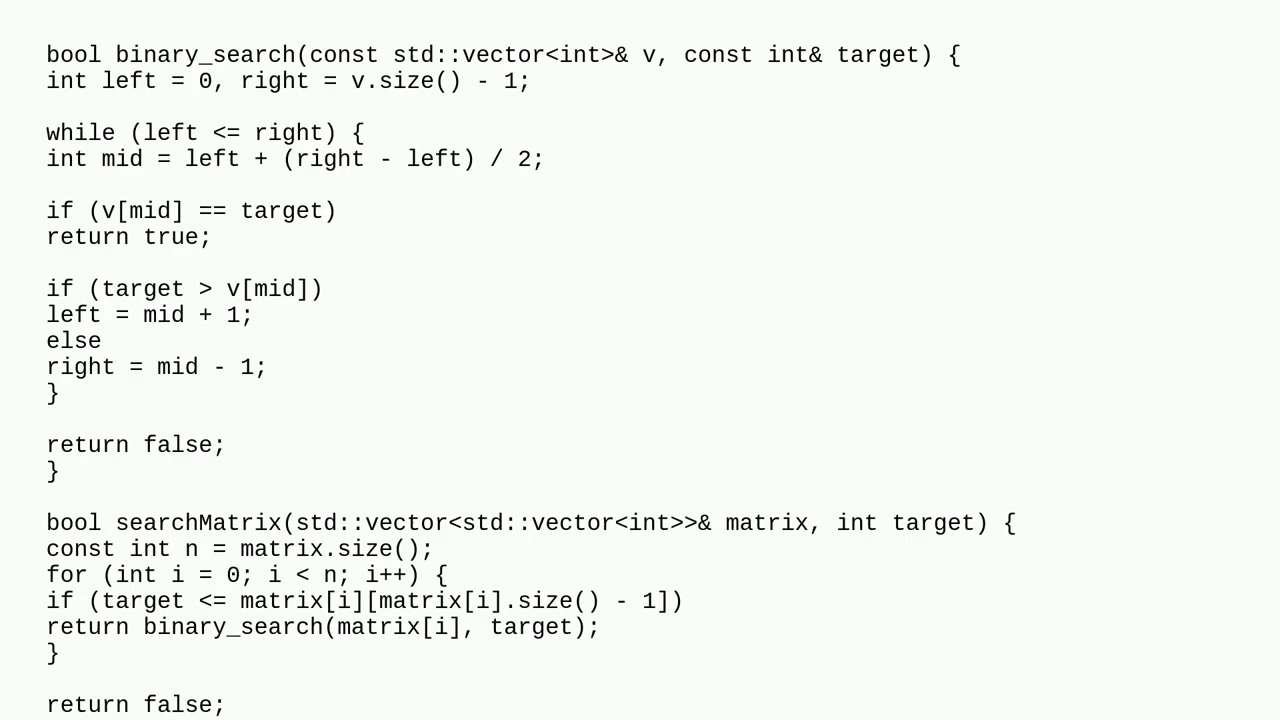 bool binary_search(const std::vector<int>& v, const int& target) {
int left = 0, right = v.size() - 1;
while (left <= right) {
int mid = left + (right - left) / 2;
if (v[mid] == target)
return true;
if (target > v[mid])
left = mid + 1;
else
right = mid - 1;
}
return false;
}
bool searchMatrix(std::vector<std::vector<int>>& matrix, int target) {
const int n = matrix.size();
for (int i = 0; i < n; i++) {
if (target <= matrix[i][matrix[i].size() - 1])
return binary_search(matrix[i], target);
}
return false;